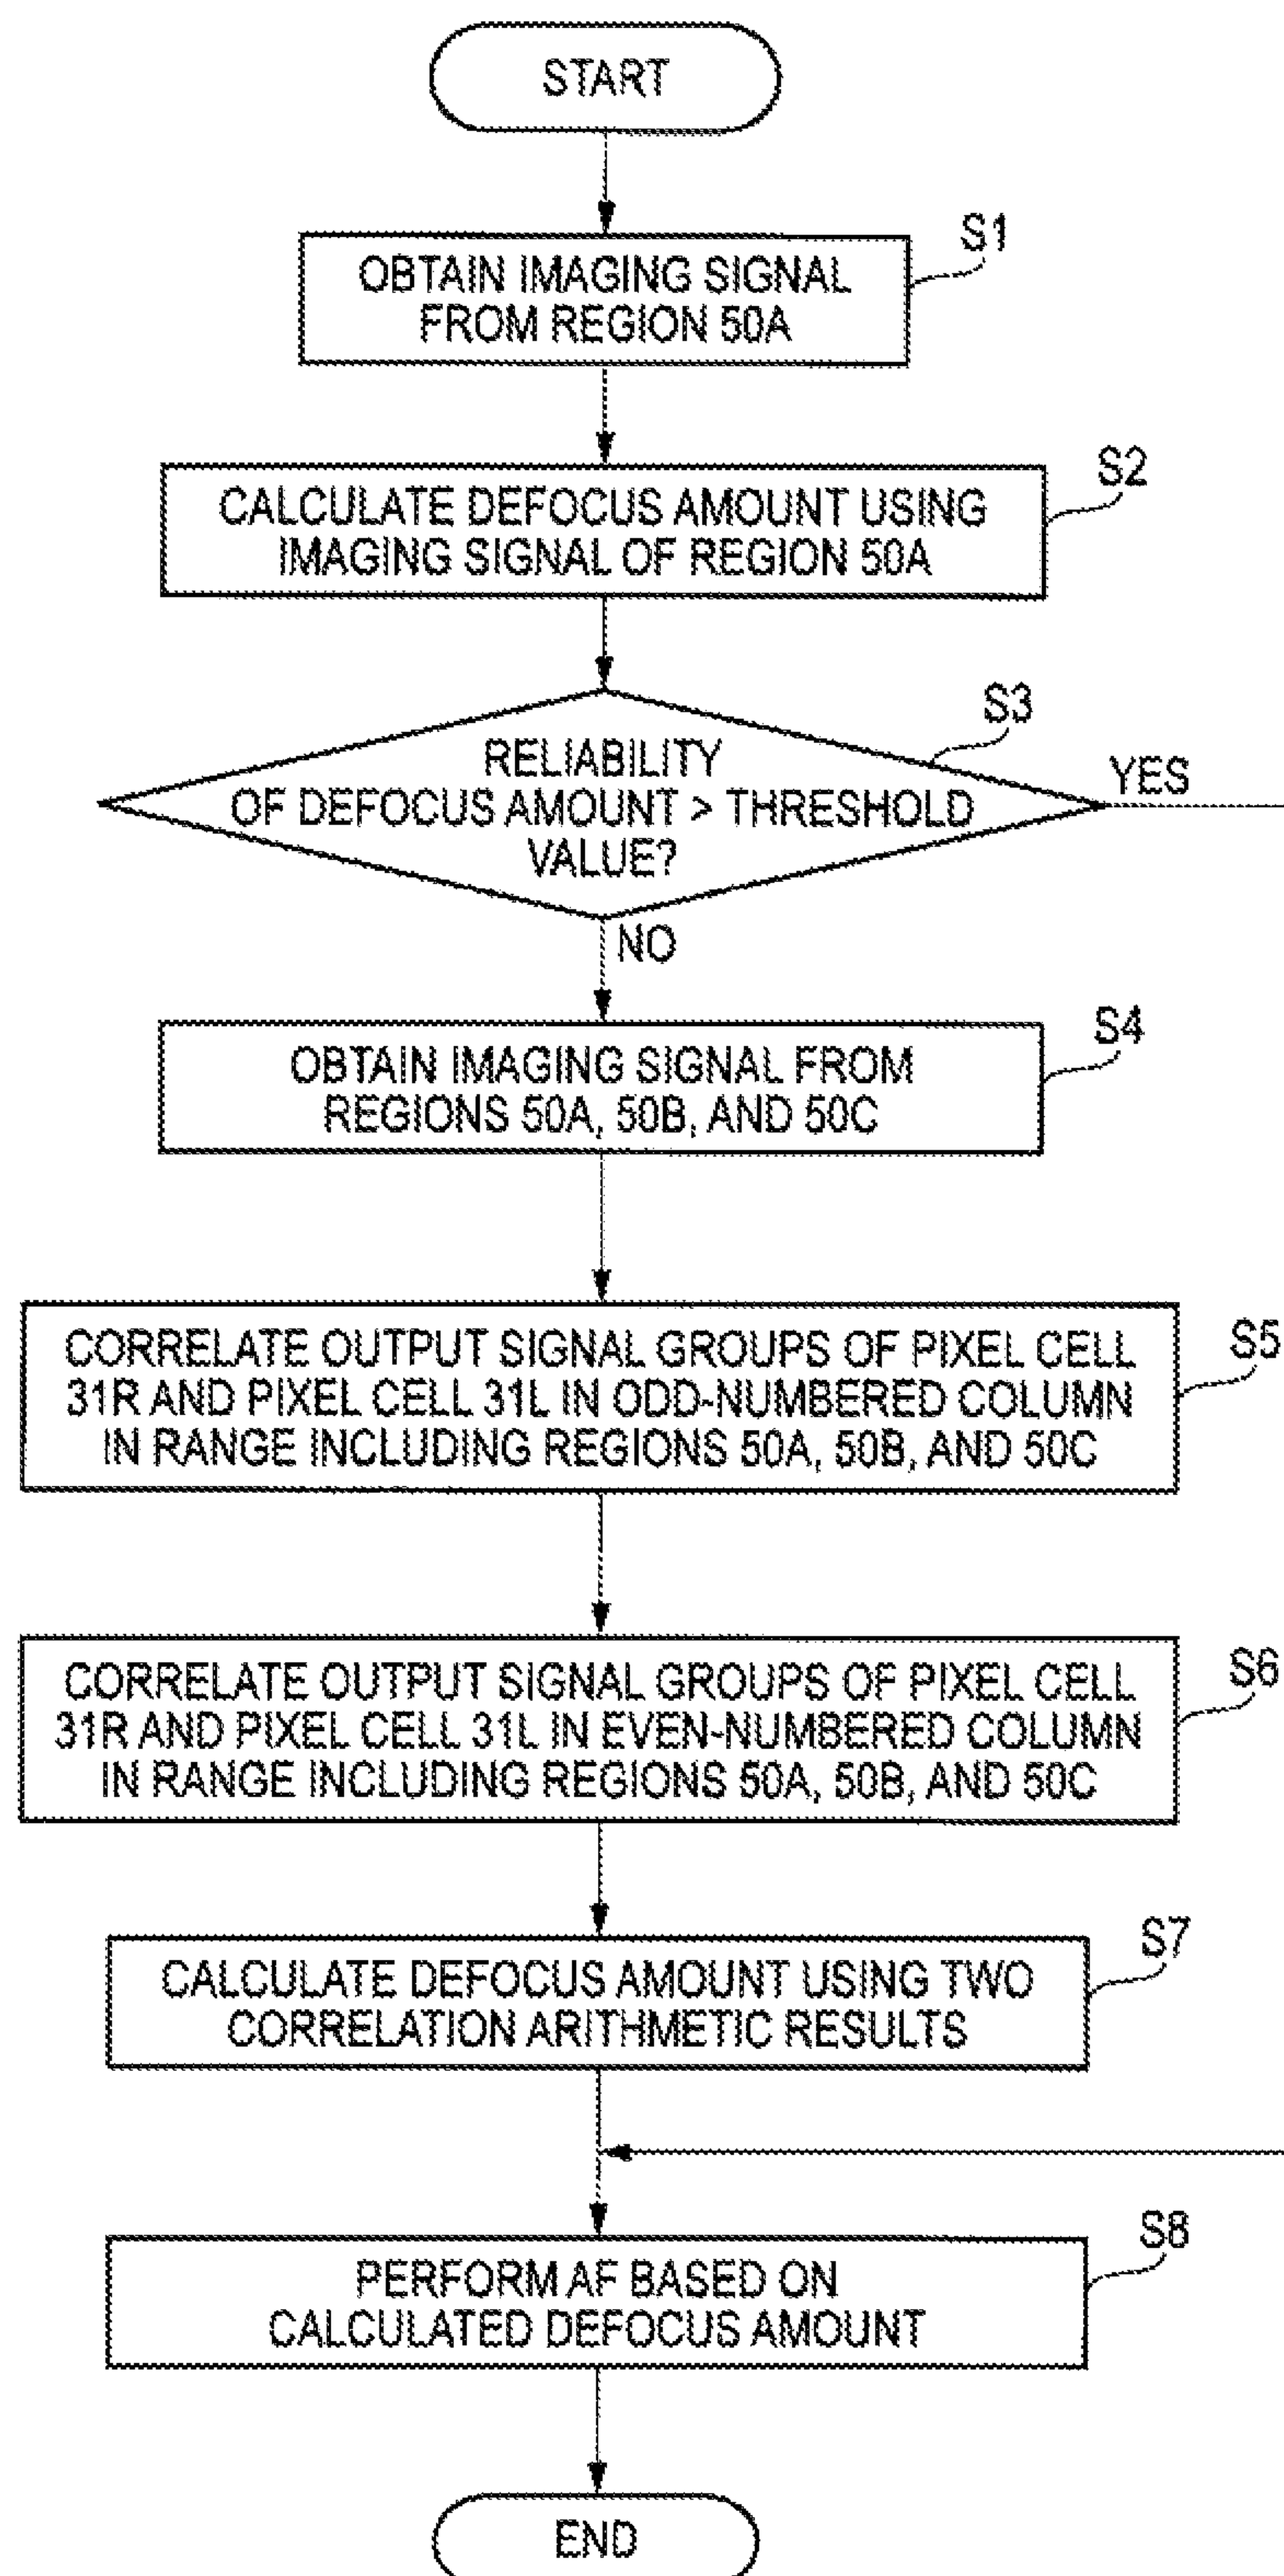 START
S1
OBTAIN IMAGING SIGNAL
FROM REGION 50A
S2
CALCULATE DEFOCUS AMOUNT USING
IMAGING SIGNAL OF REGION 50A
S3
RELIABILITY
OF DEFOCUS AMOUNT > THRESHOLD
VALUE?
YES
NO
S4
OBTAIN IMAGING SIGNAL FROM
REGIONS 50A, 50B, AND 50C
S5
CORRELATE OUTPUT SIGNAL GROUPS OF PIXEL CELL
31R AND PIXEL CELL 31L IN ODD-NUMBERED COLUMN
IN RANGE INCLUDING REGIONS 50A, 50B, AND 50C
S6
CORRELATE OUTPUT SIGNAL GROUPS OF PIXEL CELL
31R AND PIXEL CELL 31L IN EVEN-NUMBERED COLUMN
IN RANGE INCLUDING REGIONS 50A, 50B, AND 50C
S7
CALCULATE DEFOCUS AMOUNT USING TWO
CORRELATION ARITHMETIC RESULTS
S8
PERFORM AF BASED ON
CALCULATED DEFOCUS AMOUNT
END